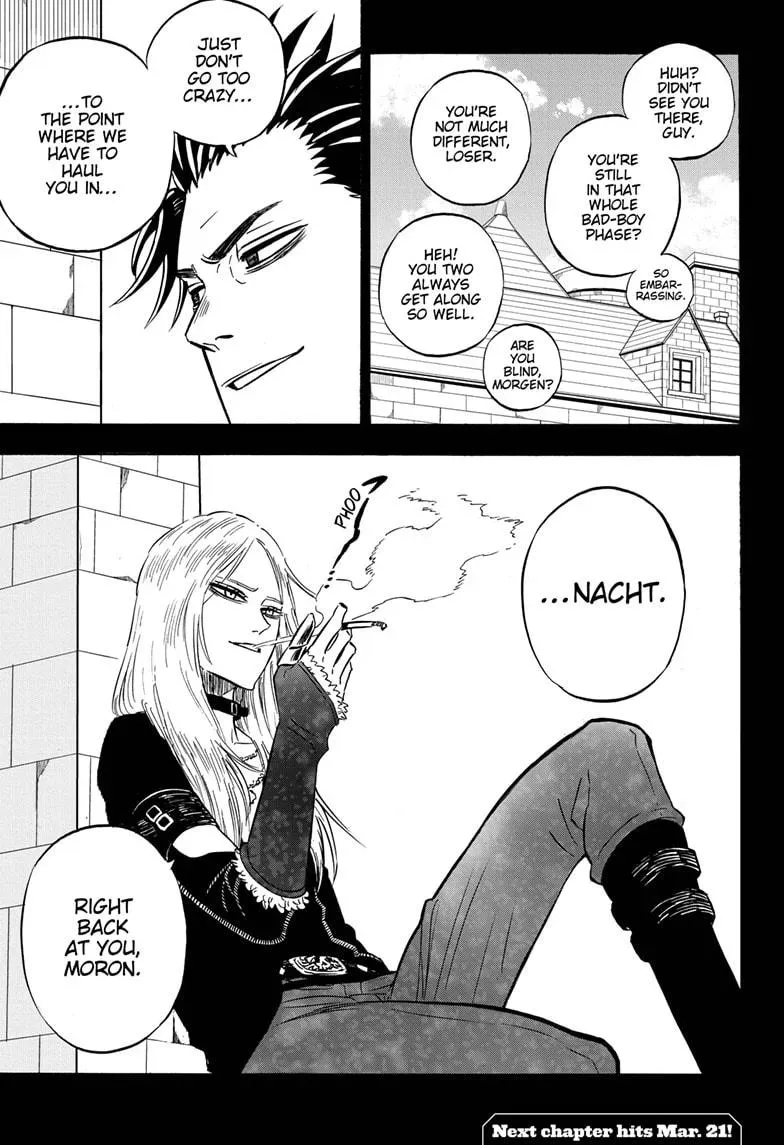 HUH?
DIDN'T
SEE YOU
THERE,
GUY.
YOU'RE
STILL
IN THAT
WHOLE
BAD-BOY
PHASE?
SO
EMBAR-
RASSING.
YOU'RE
NOT MUCH
DIFFERENT,
LOSER.
HEH!
YOU TWO
ALWAYS
GET ALONG
SO WELL.
ARE
YOU
BLIND,
MORGEN?
JUST
DON'T
GO TOO
CRAZY...
...TO
THE POINT
WHERE WE
HAVE TO
HAUL
YOU IN...
...NACHT.
PHOO
RIGHT
BACK
AT YOU,
MORON.
Next chapter hits Mar. 21!